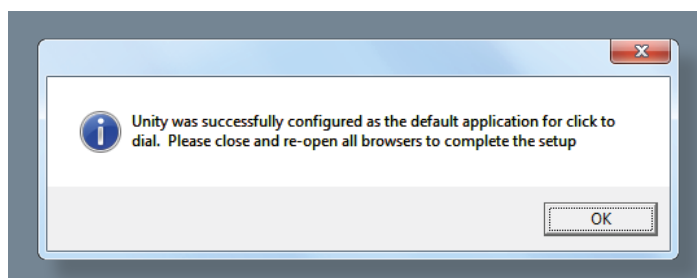 Unity was successfully configured as the default application for click to
dial.  Please close and re-open all browsers to complete the setup
OK